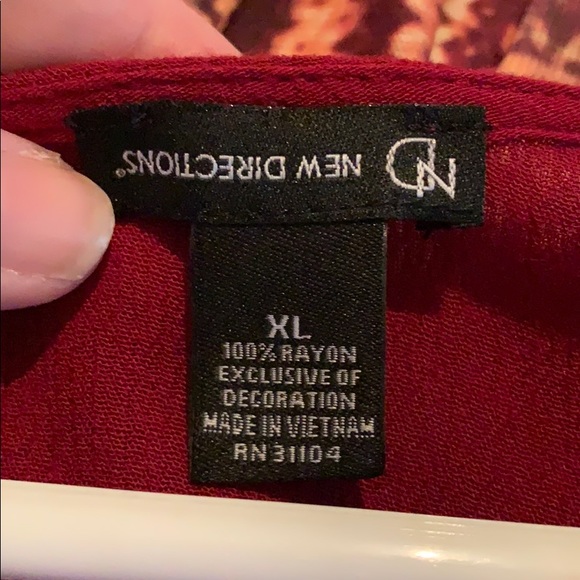 ND NEW DIRECTIONS®
XL
100% RAYON
EXCLUSIVE OF
DECORATION
MADE IN VIETNAM
RN 31104